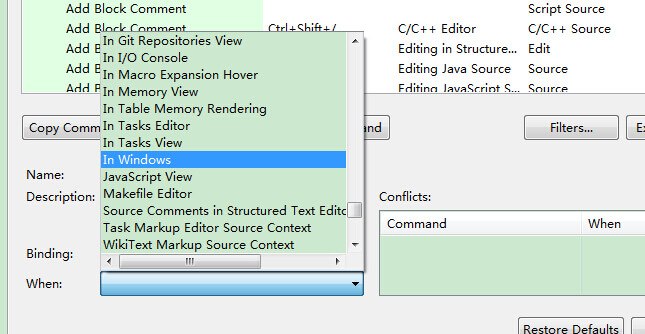 Script Source
Add Block Comment Ctrl+Shift+/ C/C++ Editor C/C++ Source
Add Block Comment Editing in Structure... Edit
Add B Editing Java Source Source
Add B Editing JavaScript S... Source
In Git Repositories View
In I/O Console
In Macro Expansion Hover
In Memory View
In Table Memory Rendering
In Tasks Editor
In Tasks View
In Windows
JavaScript View
Makefile Editor
Source Comments in Structured Text Edito
Task Markup Editor Source Context
WikiText Markup Source Context
Copy Comm and Filters... E
Name:
Description: Conflicts:
Command When
Binding:
When:
Restore Defaults